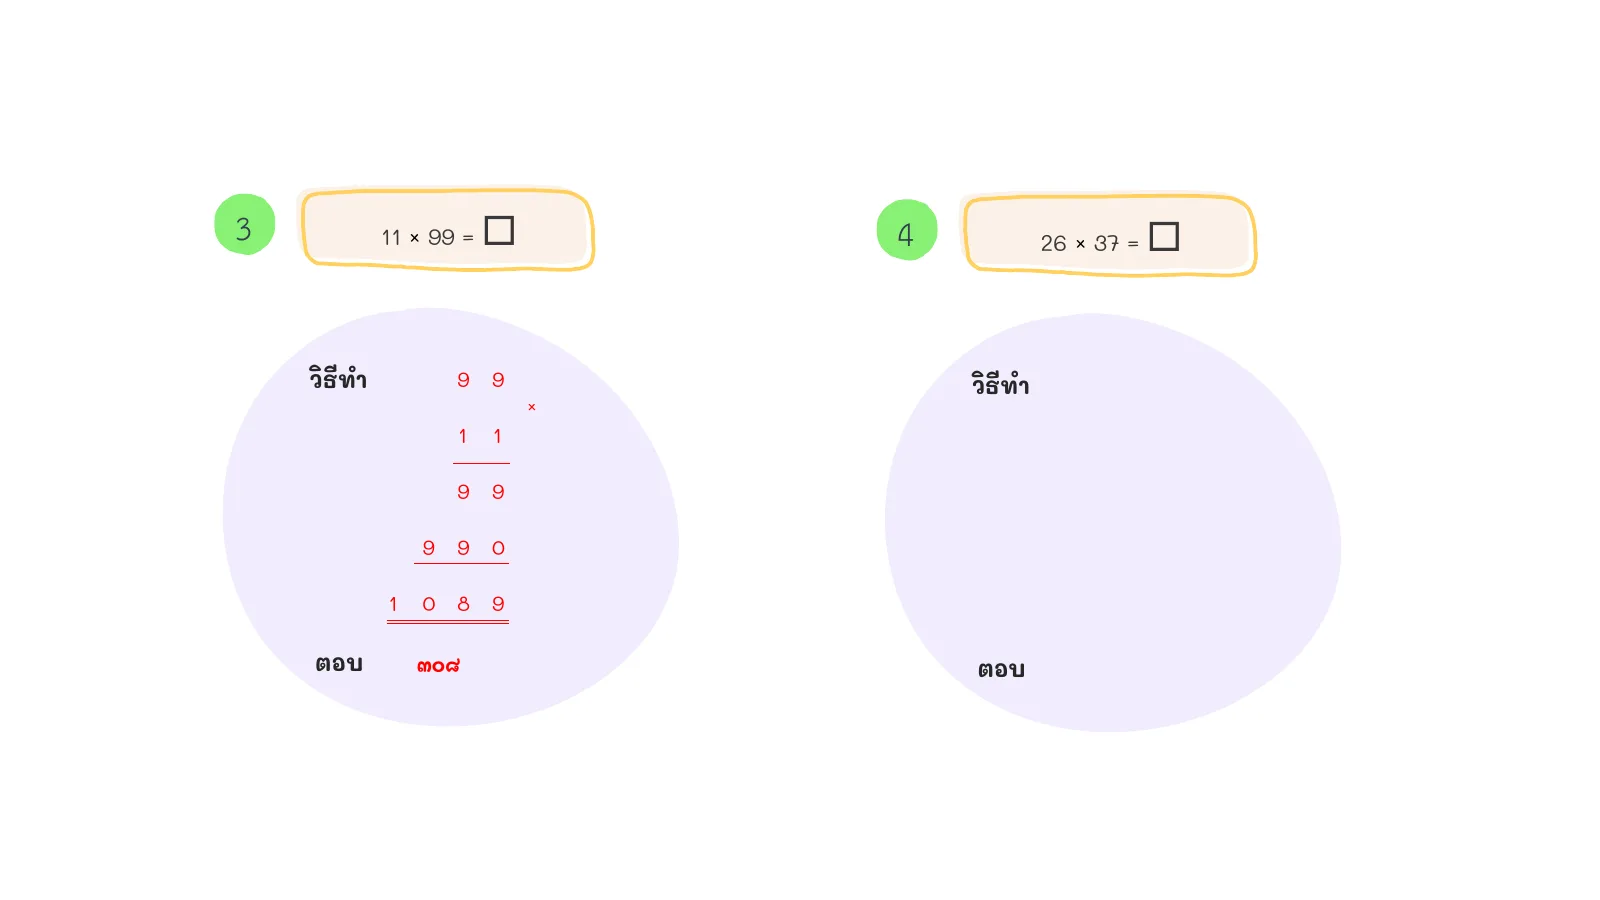 3
11 × 99 = □
วิธีทำ
9 9
×
1 1
9 9
9 9 0
1 0 8 9
ตอบ ๓๐๘
4
26 × 37 = □
วิธีทำ
ตอบ